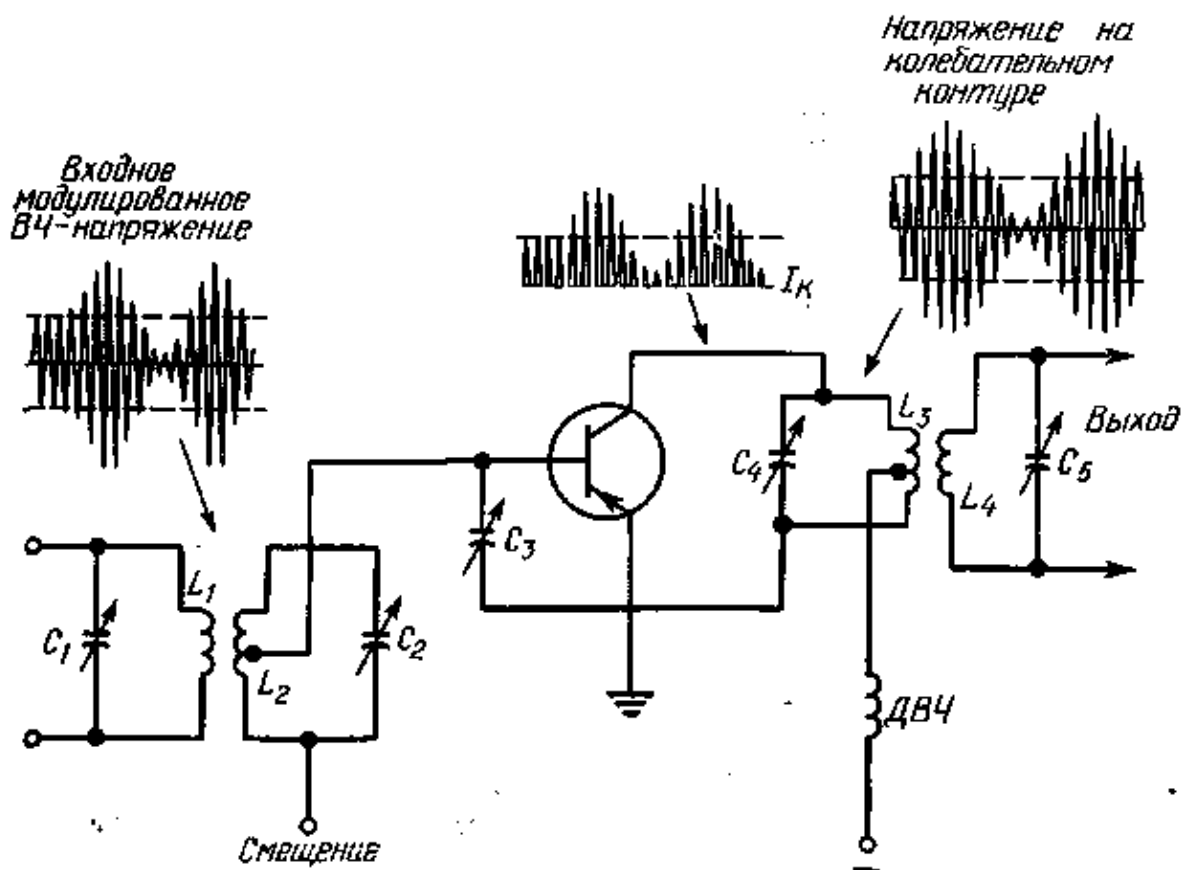 Напряжение на
колебательном
контуре
Входное
модулированное
ВЧ-напряжение
Iк
L3
C4
Выход
C5
L4
C3
L1
C1
C2
L2
ДВЧ
Смещение